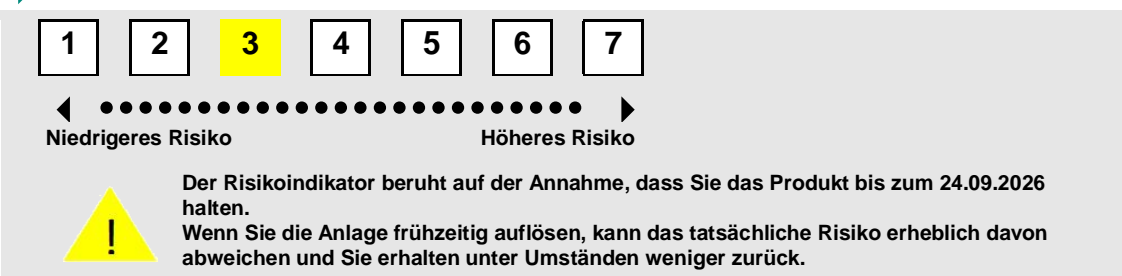 1 2 3 4 5 6 7
Niedrigeres Risiko Höheres Risiko
Der Risikoindikator beruht auf der Annahme, dass Sie das Produkt bis zum 24.09.2026
halten.
Wenn Sie die Anlage frühzeitig auflösen, kann das tatsächliche Risiko erheblich davon
abweichen und Sie erhalten unter Umständen weniger zurück.
!